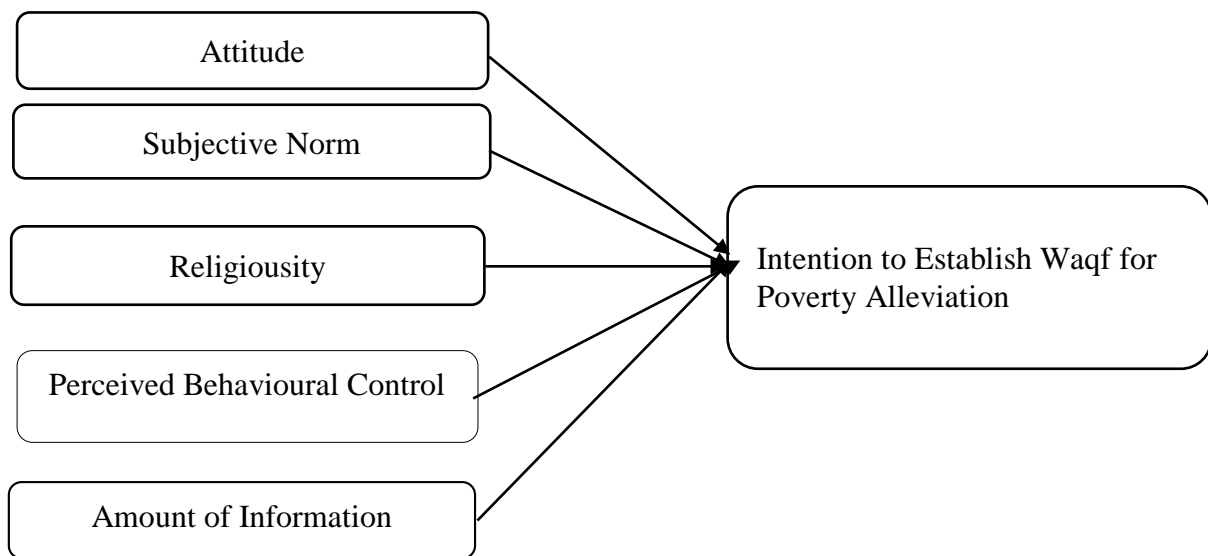 Attitude
Subjective Norm
Religiousity
Perceived Behavioural Control
Amount of Information
Intention to Establish Waqf for
Poverty Alleviation